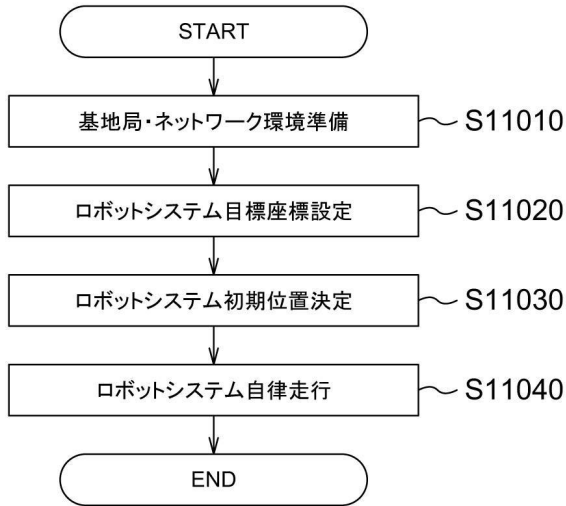 START
基地局・ネットワーク環境準備
S11010
ロボットシステム目標座標設定
S11020
ロボットシステム初期位置決定
S11030
ロボットシステム自律走行
S11040
END